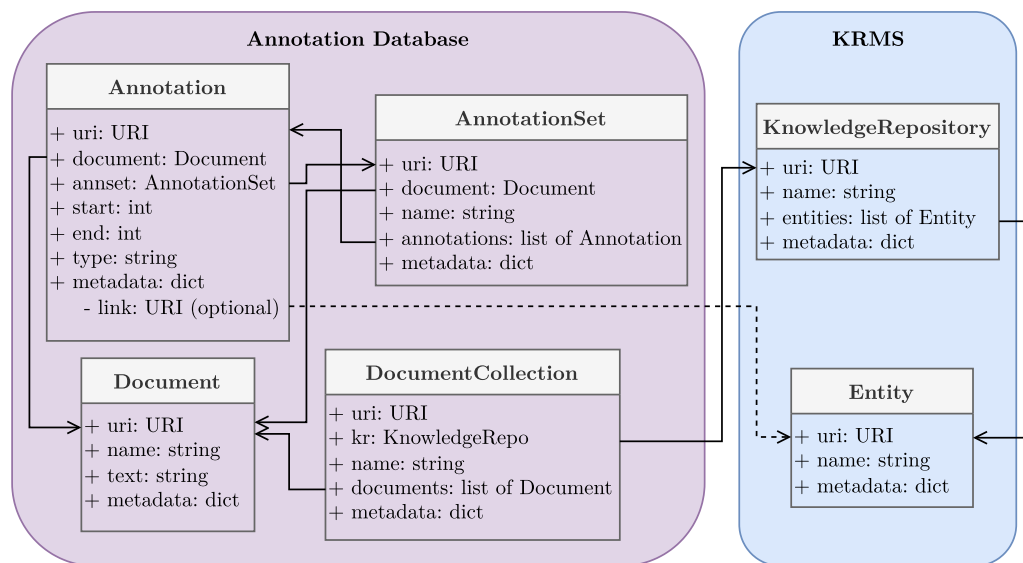 Annotation Database
Annotation
+ uri: URI
+ document: Document
+ annset: AnnotationSet
+ start: int
+ end: int
+ type: string
+ metadata: dict
- link: URI (optional)
AnnotationSet
+ uri: URI
+ document: Document
+ name: string
+ annotations: list of Annotation
+ metadata: dict
Document
+ uri: URI
+ name: string
+ text: string
+ metadata: dict
DocumentCollection
+ uri: URI
+ kr: KnowledgeRepo
+ name: string
+ documents: list of Document
+ metadata: dict
KRMS
KnowledgeRepository
+ uri: URI
+ name: string
+ entities: list of Entity
+ metadata: dict
Entity
+ uri: URI
+ name: string
+ metadata: dict